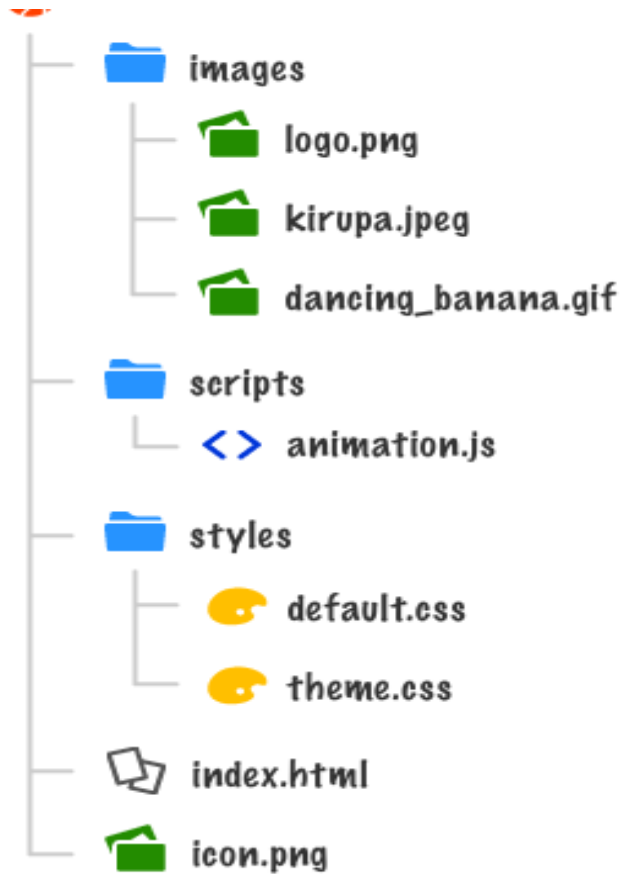 images
logo.png
kirupa.jpeg
dancing_banana.gif
scripts
animation.js
styles
default.css
theme.css
index.html
icon.png